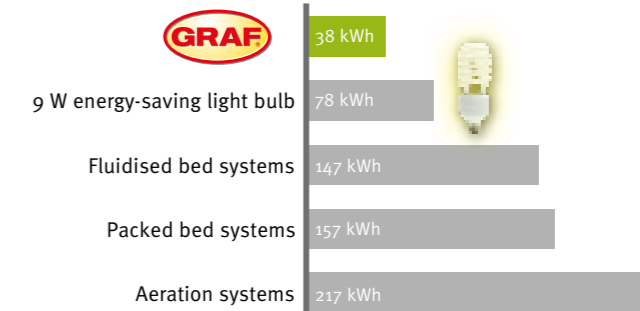 GRAF®
38 kWh
9 W energy-saving light bulb
78 kWh
Fluidised bed systems
147 kWh
Packed bed systems
157 kWh
Aeration systems
217 kWh